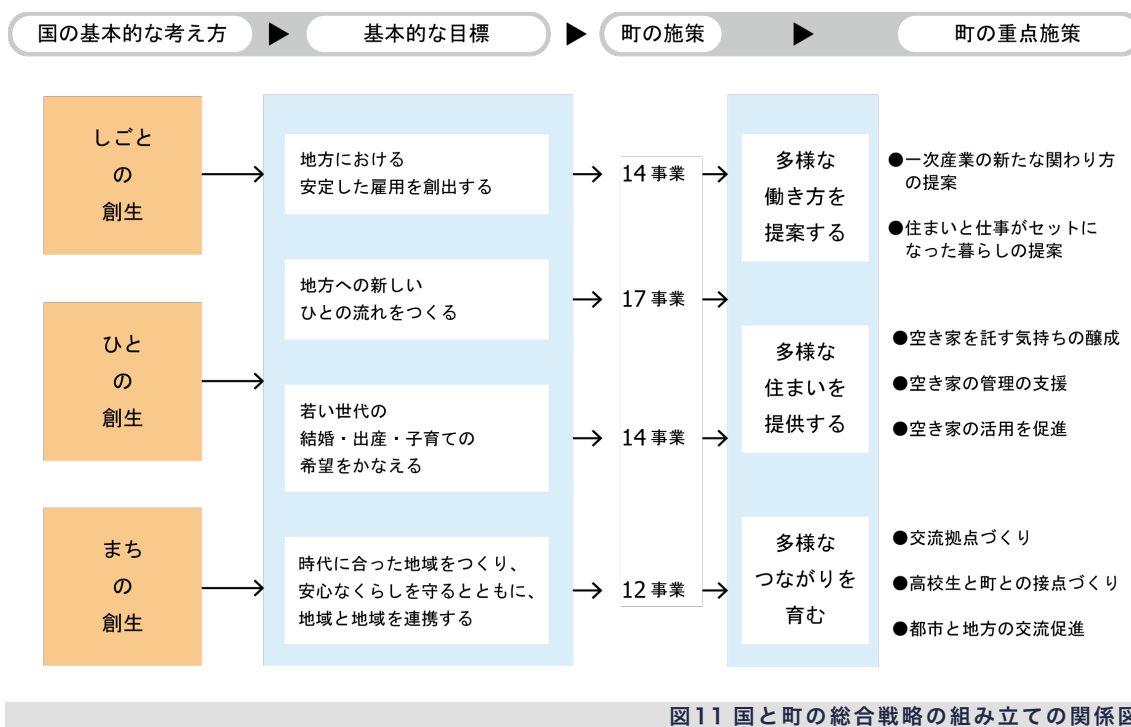 国の基本的な考え方
基本的な目標
町の施策
町の重点施策
しごと
の
創生
ひと
の
創生
まち
の
創生
地方における
安定した雇用を創出する
地方への新しい
ひとの流れをつくる
若い世代の
結婚・出産・子育ての
希望をかなえる
時代に合った地域をつくり、
安心なくらしを守るとともに、
地域と地域を連携する
14 事業
17 事業
14 事業
12 事業
多様な
働き方を
提案する
多様な
住まいを
提供する
多様な
つながりを
育む
●一次産業の新たな関わり方
の提案
●住まいと仕事がセットに
なった暮らしの提案
●空き家を託す気持ちの醸成
●空き家の管理の支援
●空き家の活用を促進
●交流拠点づくり
●高校生と町との接点づくり
●都市と地方の交流促進
図11 国と町の総合戦略の組み立ての関係図